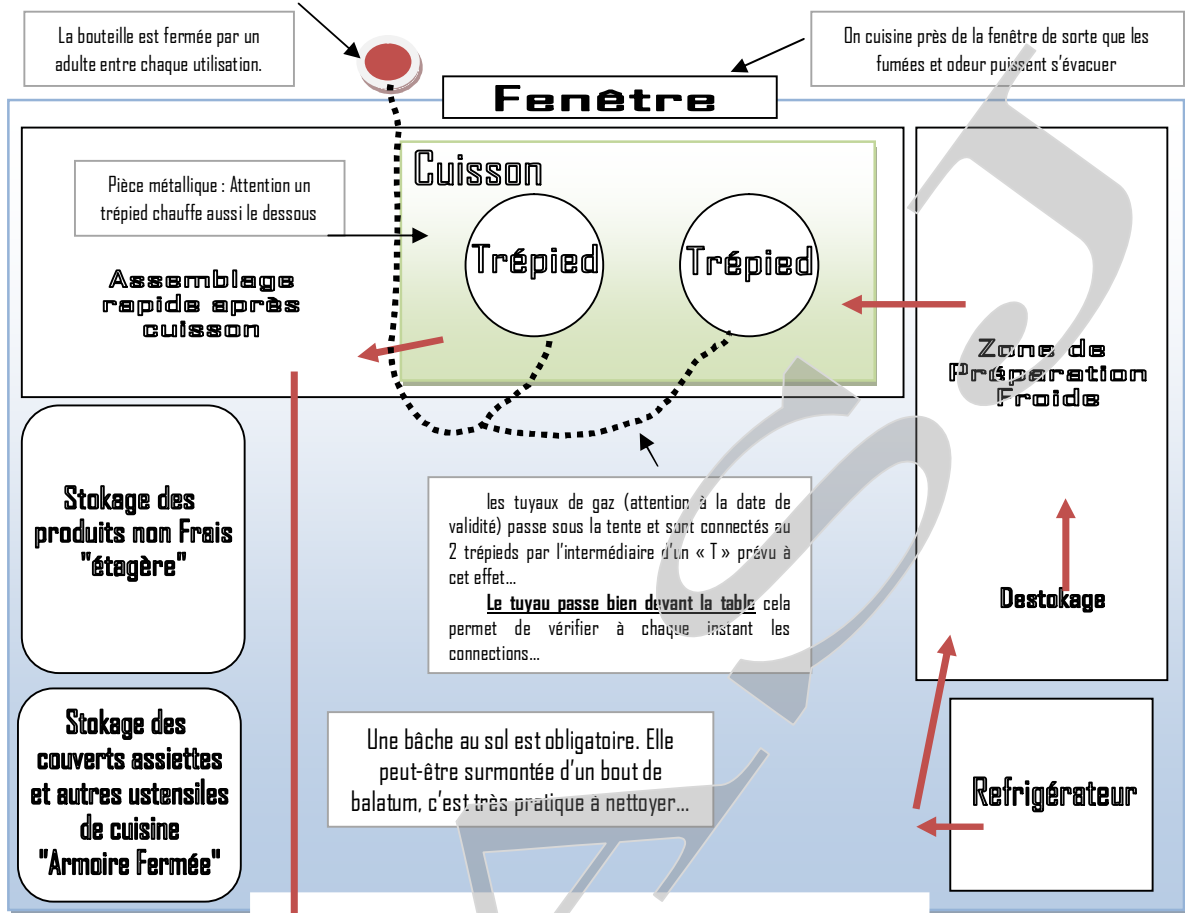 La bouteille est fermée par un
adulte entre chaque utilisation.
On cuisine près de la fenêtre de sorte que les
fumées et odeur puissent s'évacuer
Fenêtre
Cuisson
Pièce métallique : Attention un
trépied chauffe aussi le dessous
Trépied
Trépied
Assemblage
rapide après
cuisson
Zone de
Préparation
Froide
Stokage des
produits non Frais
"étagère"
les tuyaux de gaz (attention à la date de
validité) passe sous la tente et sont connectés au
2 trépieds par l'intermédiaire d'un « T » prévu à
cet effet...
Le tuyau passe bien devant la table cela
permet de vérifier à chaque instant les
connections...
Destokage
Stokage des
couverts assiettes
et autres ustensiles
de cuisine
"Armoire Fermée"
Une bâche au sol est obligatoire. Elle
peut-être surmontée d'un bout de
balatum, c'est très pratique à nettoyer...
Refrigérateur